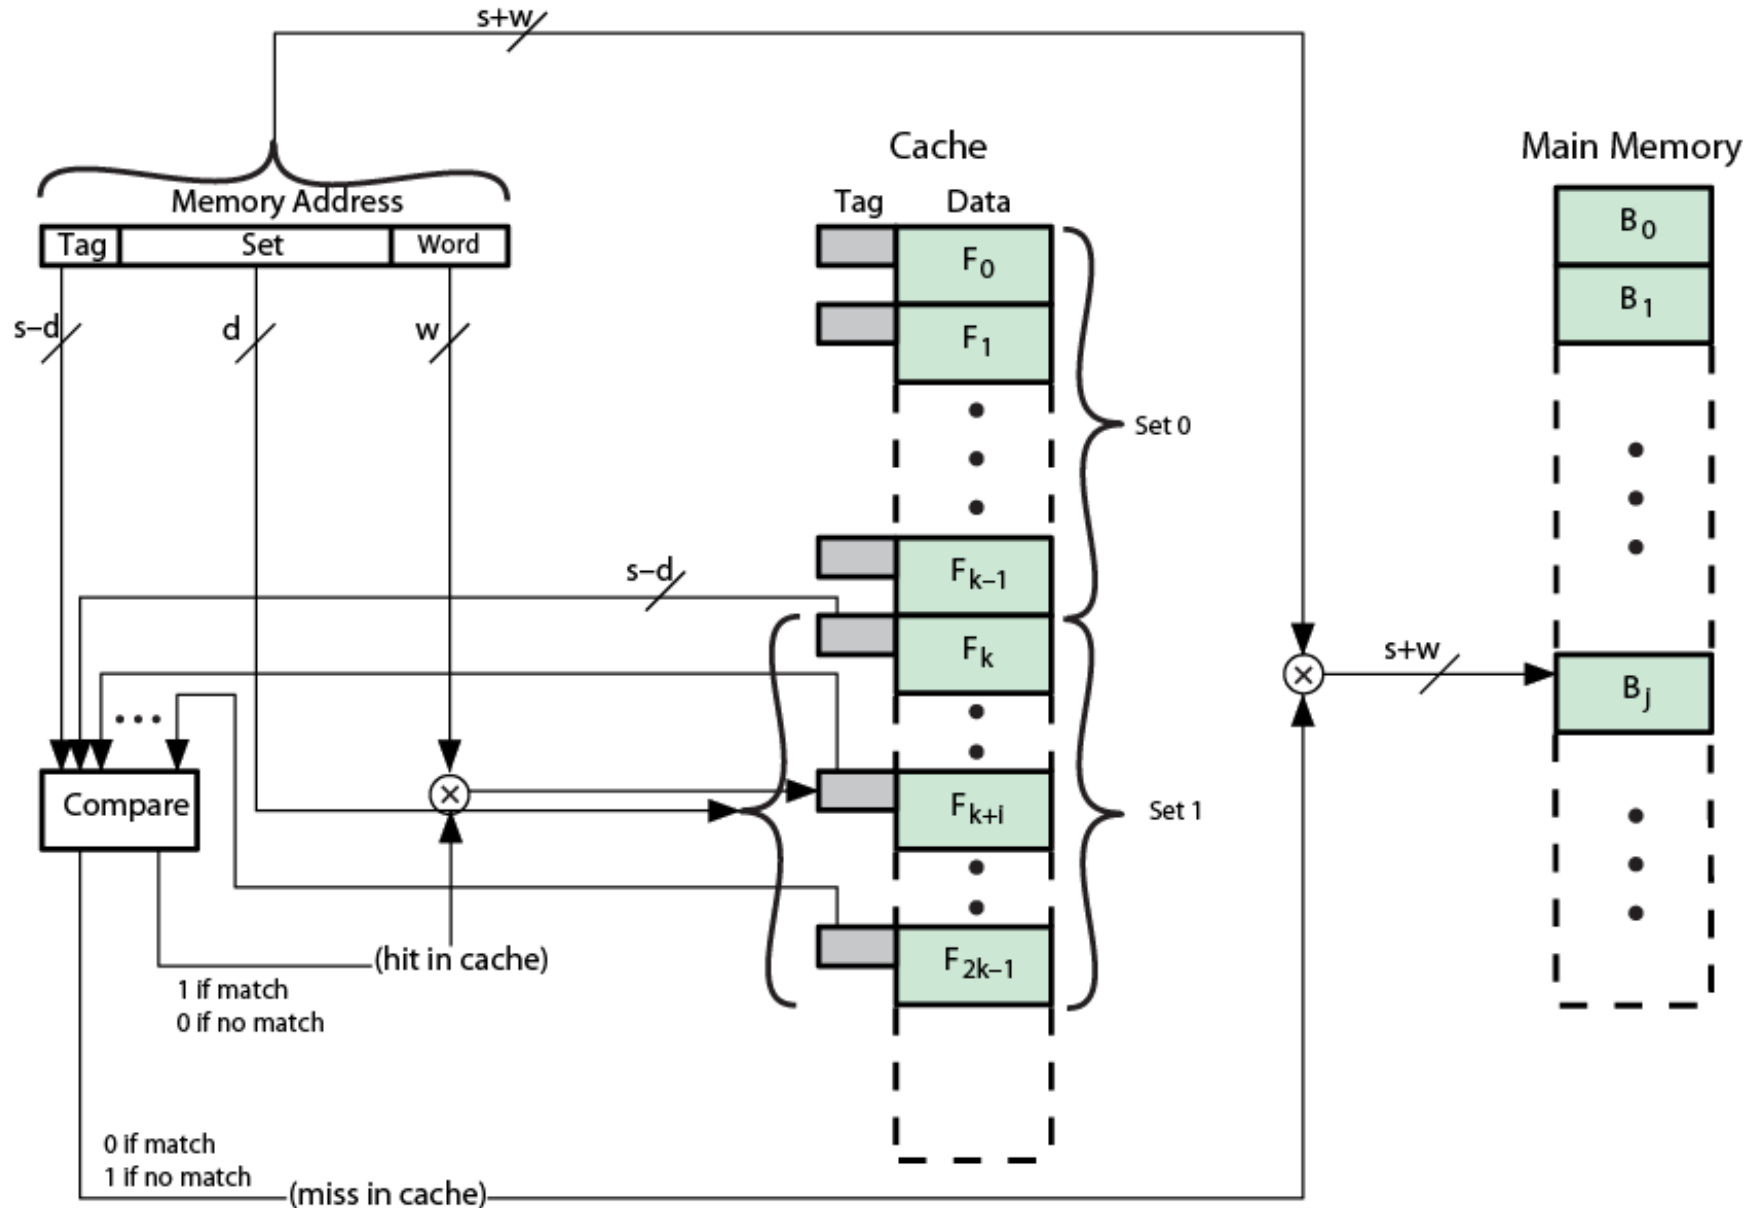 s+w
Cache
Main Memory
Memory Address
Tag Data
Tag Set Word
F0
B0
B1
F1
s–d d w
Set 0
Fk–1
s–d
Fk
s+w
Bj
Compare
Fk+i
Set 1
F2k–1
(hit in cache)
1 if match
0 if no match
0 if match
1 if no match
(miss in cache)